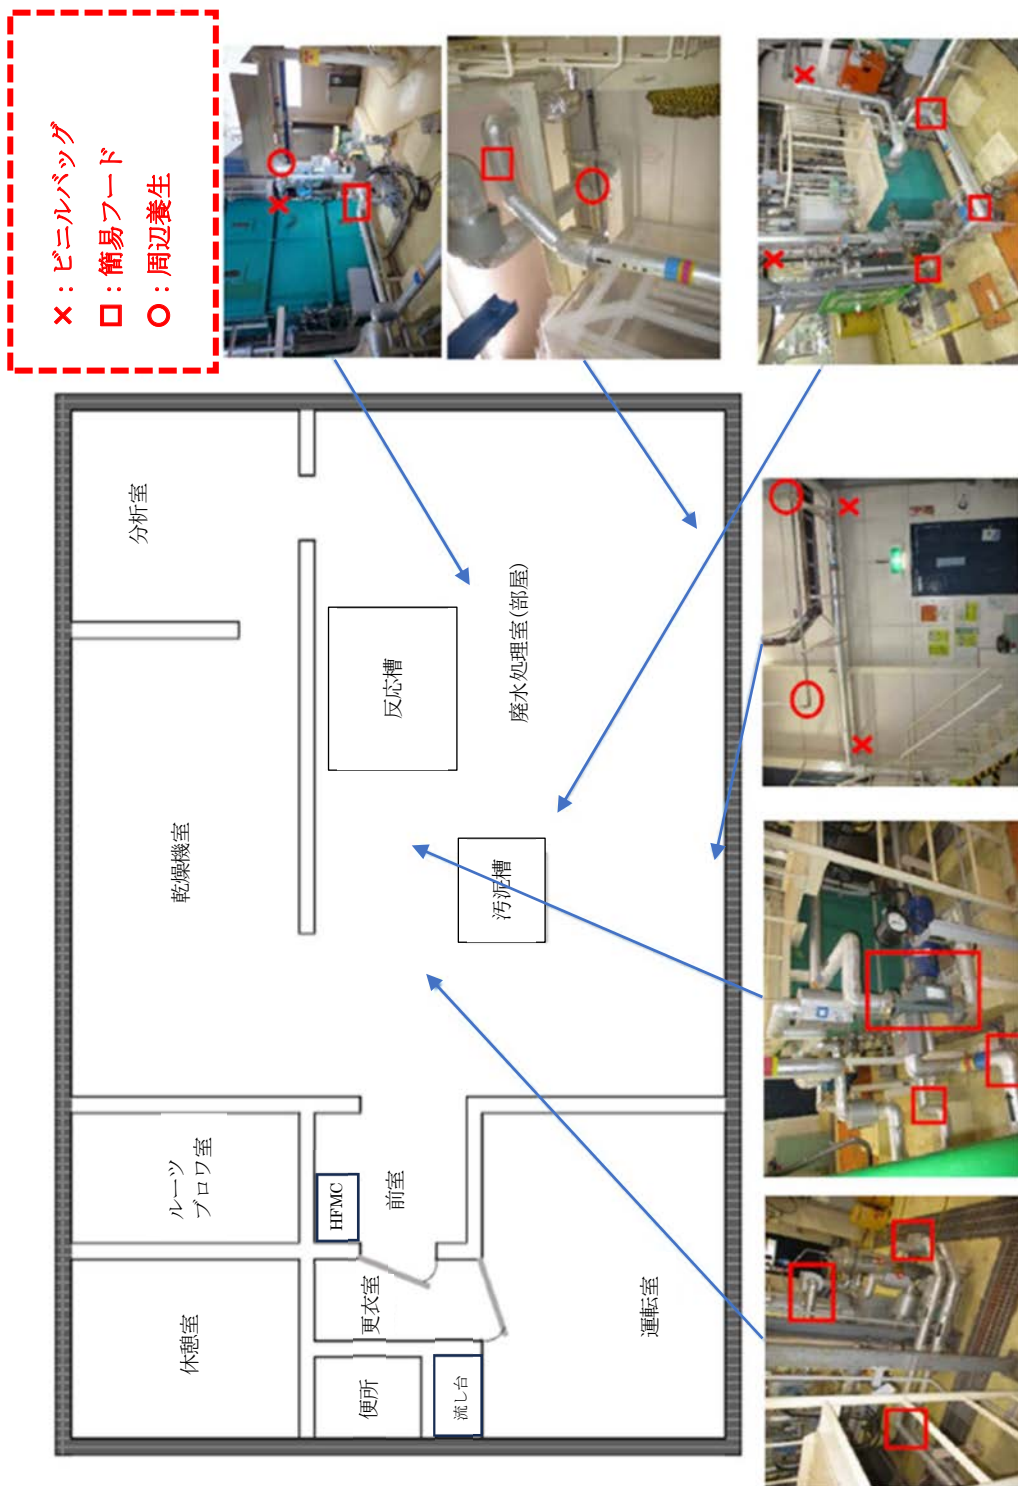 ×：ビニルバッグ
□：簡易フード
○：周辺養生
分析室
乾燥機室
反応槽
廃水処理室(部屋)
汚泥槽
ルーツ
ブロワ室
HFMC
前室
休憩室
更衣室
便所
流し台
運転室